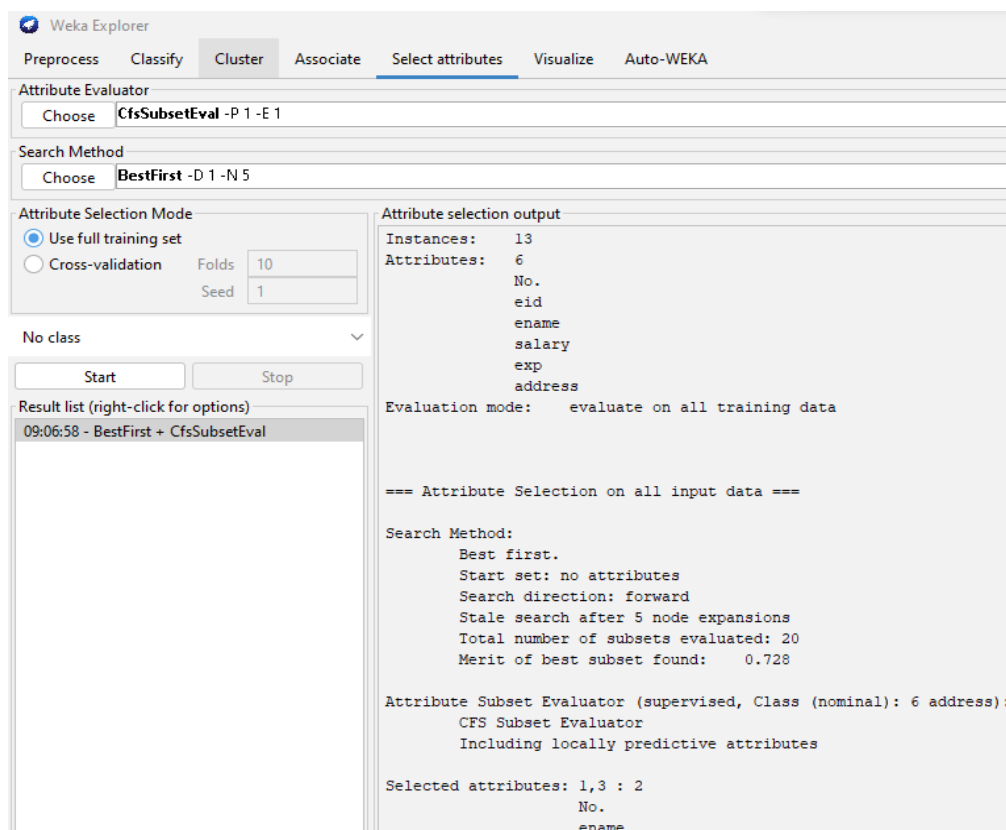 Weka Explorer
Preprocess Classify Cluster Associate Select attributes Visualize Auto-WEKA
Attribute Evaluator
Choose CfsSubsetEval -P 1 -E 1
Search Method
Choose BestFirst -D 1 -N 5
Attribute Selection Mode
Use full training set
Cross-validation Folds 10
Seed 1
No class
Start Stop
Result list (right-click for options)
09:06:58 - BestFirst + CfsSubsetEval
Attribute selection output
Instances: 13
Attributes: 6
No.
eid
ename
salary
exp
address
Evaluation mode: evaluate on all training data
=== Attribute Selection on all input data ===
Search Method:
Best first.
Start set: no attributes
Search direction: forward
Stale search after 5 node expansions
Total number of subsets evaluated: 20
Merit of best subset found: 0.728
Attribute Subset Evaluator (supervised, Class (nominal): 6 address):
CFS Subset Evaluator
Including locally predictive attributes
Selected attributes: 1,3 : 2
No.
ename